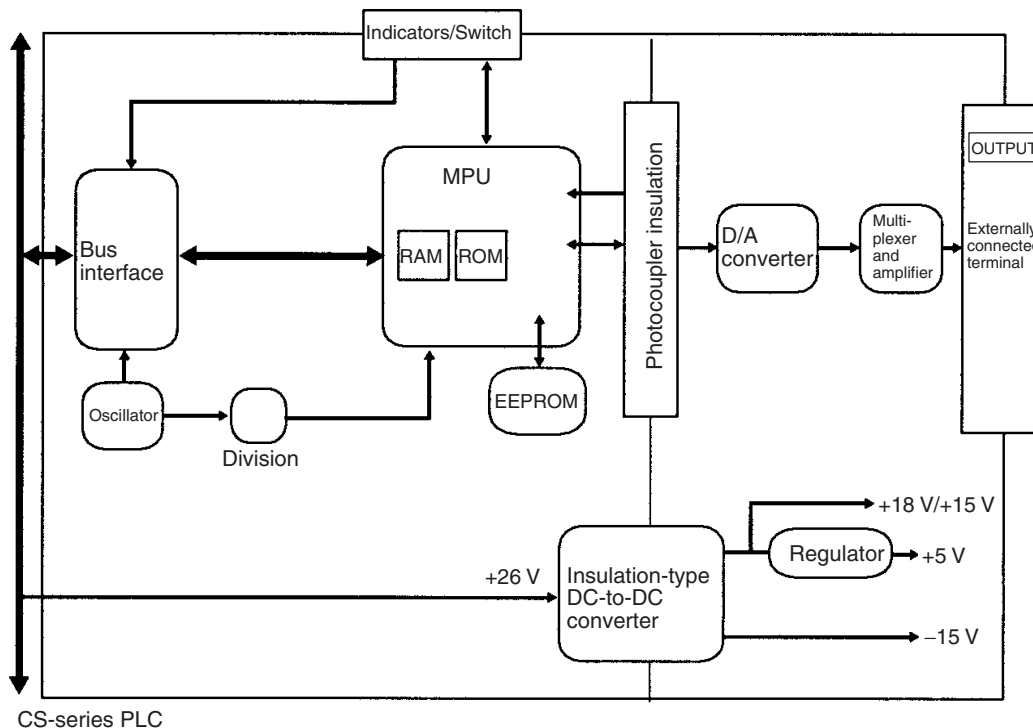 Indicators/Switch
MPU
RAM
ROM
Bus
interface
Oscillator
Division
EEPROM
Photocoupler insulation
D/A
converter
Multi-
plexer
and
amplifier
OUTPUT
Externally
connected
terminal
+26 V
Insulation-type
DC-to-DC
converter
+18 V/+15 V
Regulator
+5 V
−15 V
CS-series PLC